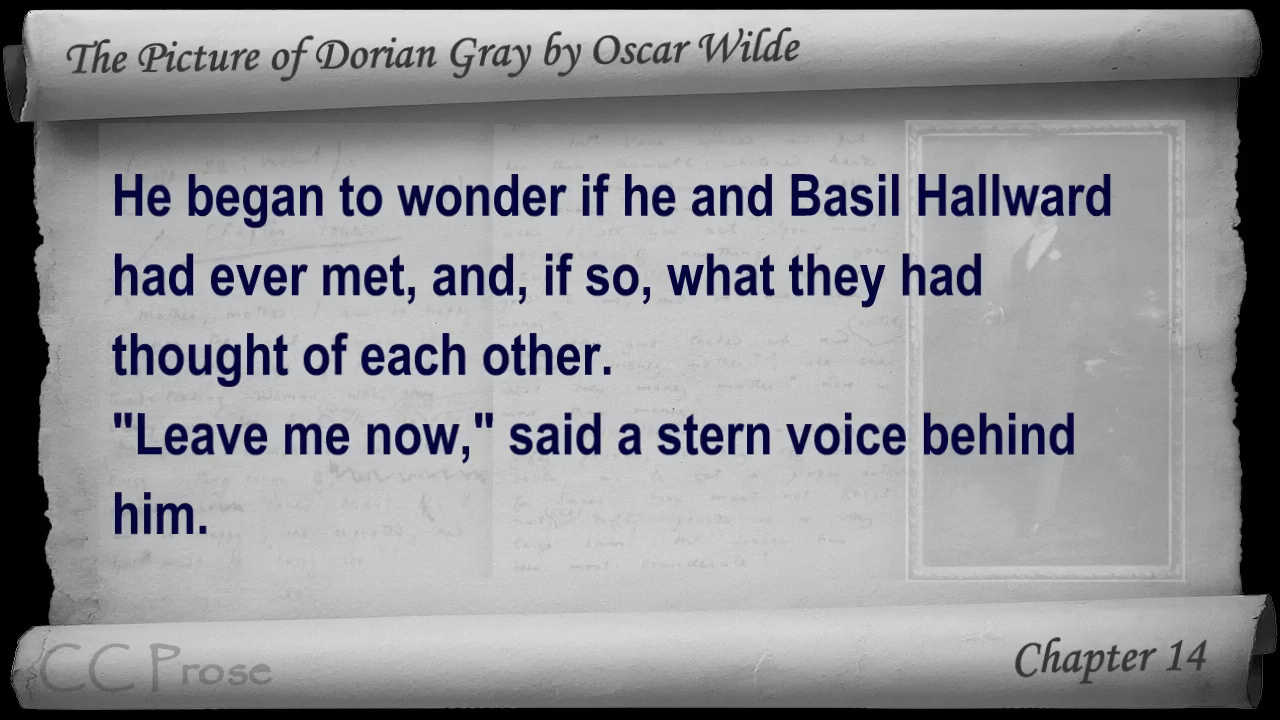 The Picture of Dorian Gray by Oscar Wilde
He began to wonder if he and Basil Hallward
had ever met, and, if so, what they had
thought of each other.
"Leave me now," said a stern voice behind
him.
CC Prose
Chapter 14